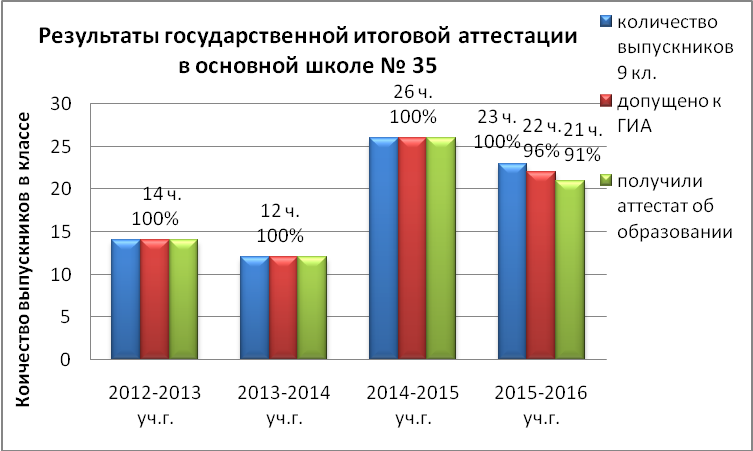 Результаты государственной итоговой аттестации
в основной школе № 35
количество
выпускников
9 кл.
допущено к
ГИА
получили
аттестат об
образовании
Коичество выпускников в классе
30
25
20
15
10
5
0
14 ч.
100%
12 ч.
100%
26 ч.
100%
23 ч.
100%
22 ч.
96%
21 ч.
91%
2012-2013
уч.г.
2013-2014
уч.г.
2014-2015
уч.г.
2015-2016
уч.г.